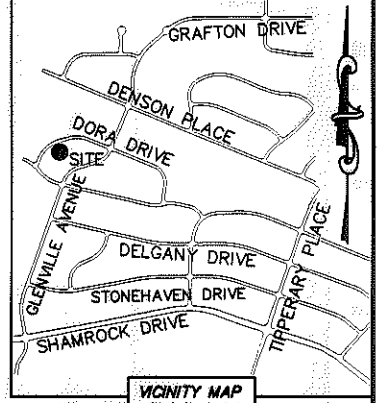 GRAFTON DRIVE
DENSON PLACE
DORA DRIVE
SITE
GLENVILLE AVENUE
DELGANY DRIVE
TIPPERARY PLACE
STONEHAVEN DRIVE
SHAMROCK DRIVE
VICINITY MAP